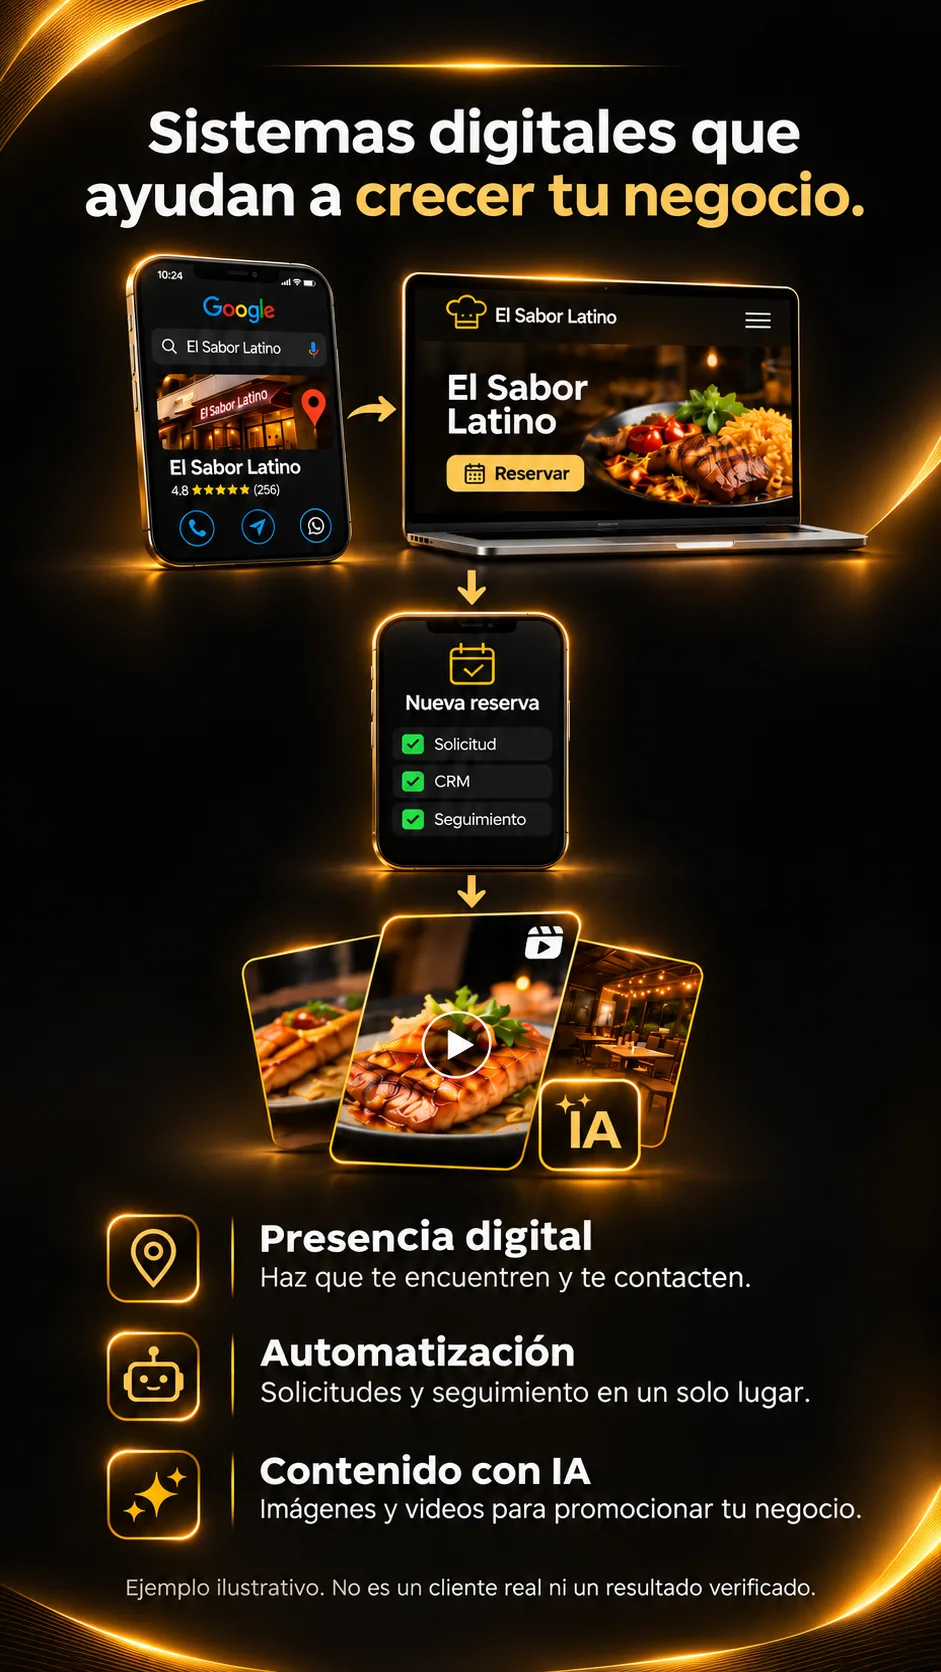 Sistemas digitales que
ayudan a crecer tu negocio.
10:24
Google
El Sabor Latino
El Sabor Latino
El Sabor Latino
4.8 ★★★★★ (256)
El Sabor Latino
El Sabor
Latino
Reservar
Nueva reserva
Solicitud
CRM
Seguimiento
IA
Presencia digital
Haz que te encuentren y te contacten.
Automatización
Solicitudes y seguimiento en un solo lugar.
Contenido con IA
Imágenes y videos para promocionar tu negocio.
Ejemplo ilustrativo. No es un cliente real ni un resultado verificado.